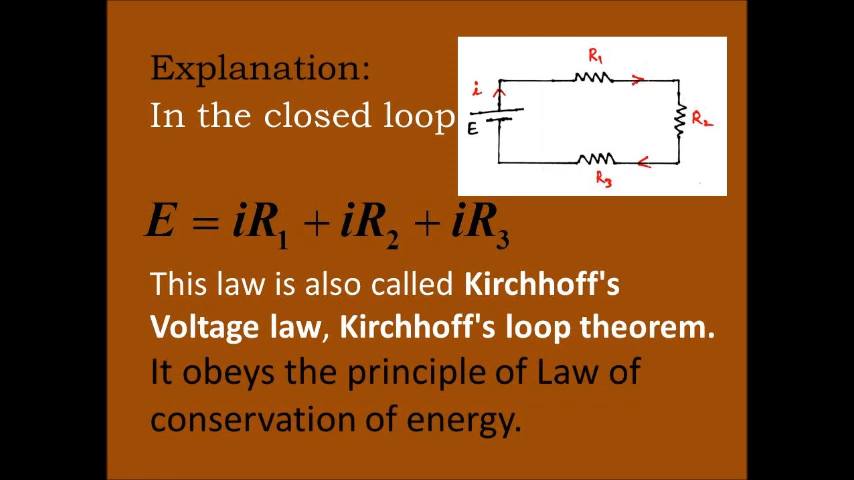 Explanation:
In the closed loop
R1
i
E
R2
R3
E = iR1 + iR2 + iR3
This law is also called Kirchhoff's
Voltage law, Kirchhoff's loop theorem.
It obeys the principle of Law of
conservation of energy.